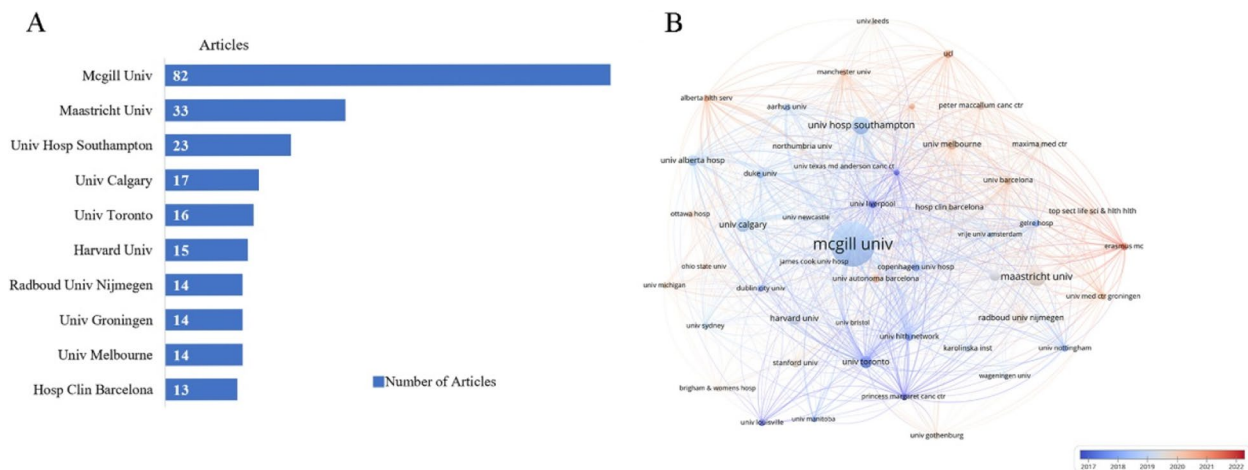 A
Articles
Mcgill Univ
82
Maastricht Univ
33
Univ Hosp Southampton
23
Univ Calgary
17
Univ Toronto
16
Harvard Univ
15
Radboud Univ Nijmegen
14
Univ Groningen
14
Univ Melbourne
14
Hosp Clin Barcelona
13
Number of Articles
B
univ leeds
ucl
manchester univ
alberta hlth serv
aarhus univ
peter maccallum canc ctr
univ hosp southampton
northumbria univ
univ melbourne
maxima med ctr
univ alberta hosp
univ texas md anderson canc ct
duke univ
univ barcelona
univ liverpool
hosp clin barcelona
top sect life sci & hlth hlth
ottawa hosp
univ newcastle
univ calgary
gelre hosp
vrije univ amsterdam
mcgill univ
erasmus mc
james cook univ hosp
ohio state univ
copenhagen univ hosp
maastricht univ
univ autonoma barcelona
univ michigan
dublin city univ
univ med ctr groningen
harvard univ
univ bristol
radboud univ nijmegen
univ sydney
univ hlth network
karolinska inst
univ nottingham
stanford univ
univ toronto
wageningen univ
brigham & womens hosp
princess margaret canc ctr
univ louisville
univ manitoba
univ gothenburg
2017 2018 2019 2020 2021 2022